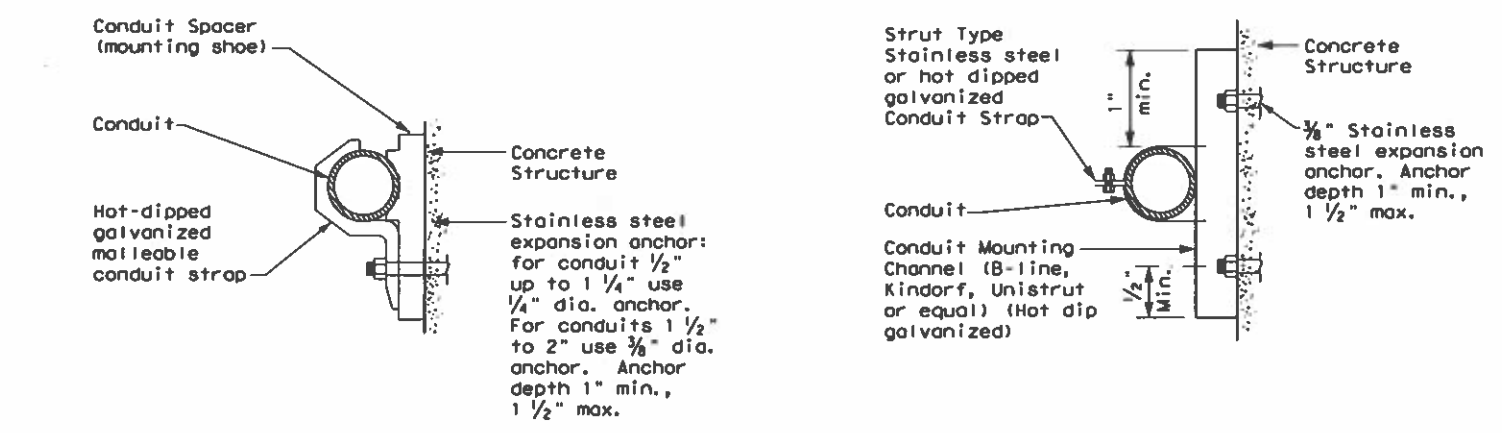 Conduit Spacer
(mounting shoe)
Conduit
Hot-dipped
galvanized
malleable
conduit strap
Concrete
Structure
Stainless steel
expansion anchor:
for conduit 1/2"
up to 1 1/4" use
1/4" dia. anchor.
For conduits 1 1/2"
to 2" use 3/8" dia.
anchor. Anchor
depth 1" min.,
1 1/2" max.
Strut Type
Stainless steel
or hot dipped
galvanized
Conduit Strap
1"
min.
Conduit
Conduit Mounting
Channel (B-line,
Kindorf, Unistrut
or equal) (Hot dip
galvanized)
1/2"
Min.
Concrete
Structure
3/8" Stainless
steel expansion
anchor. Anchor
depth 1" min.,
1 1/2" max.